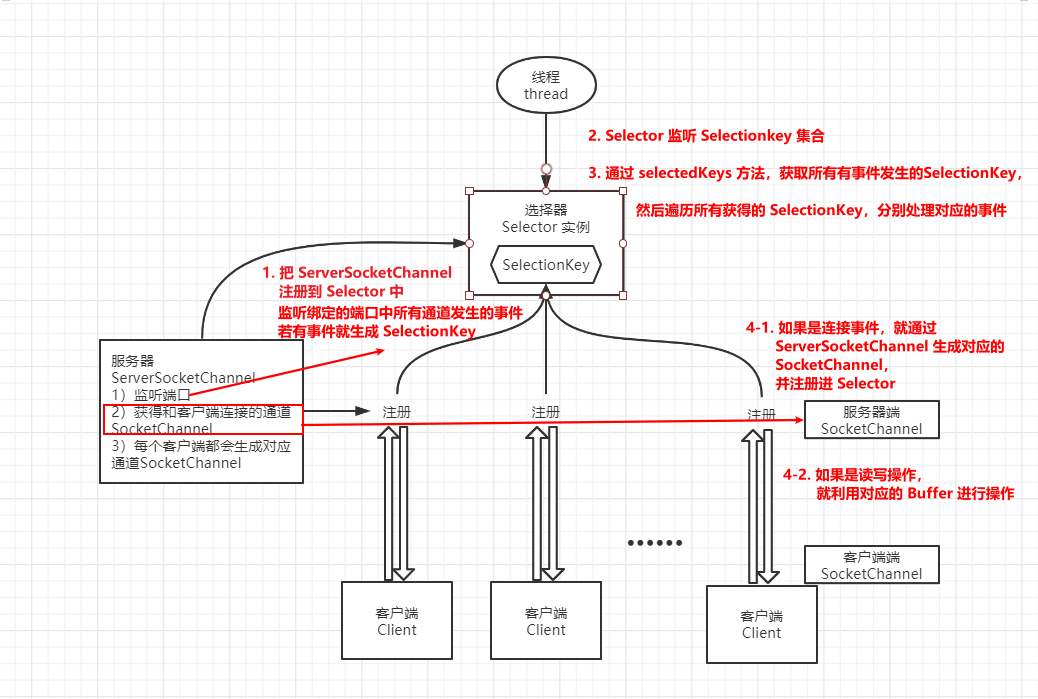 线程
thread
2. Selector 监听 Selectionkey 集合
3. 通过 selectedKeys 方法，获取所有有事件发生的SelectionKey，
然后遍历所有获得的 SelectionKey，分别处理对应的事件
选择器
Selector 实例
SelectionKey
1. 把 ServerSocketChannel
注册到 Selector 中
监听绑定的端口中所有通道发生的事件
若有事件就生成 SelectionKey
4-1. 如果是连接事件，就通过
ServerSocketChannel 生成对应的
SocketChannel，
并注册进 Selector
服务器
ServerSocketChannel
1）监听端口
2）获得和客户端连接的通道
SocketChannel
3）每个客户端都会生成对应
通道SocketChannel
注册
注册
注册
服务器端
SocketChannel
4-2. 如果是读写操作，
就利用对应的 Buffer 进行操作
......
客户端端
SocketChannel
客户端
Client
客户端
Client
客户端
Client